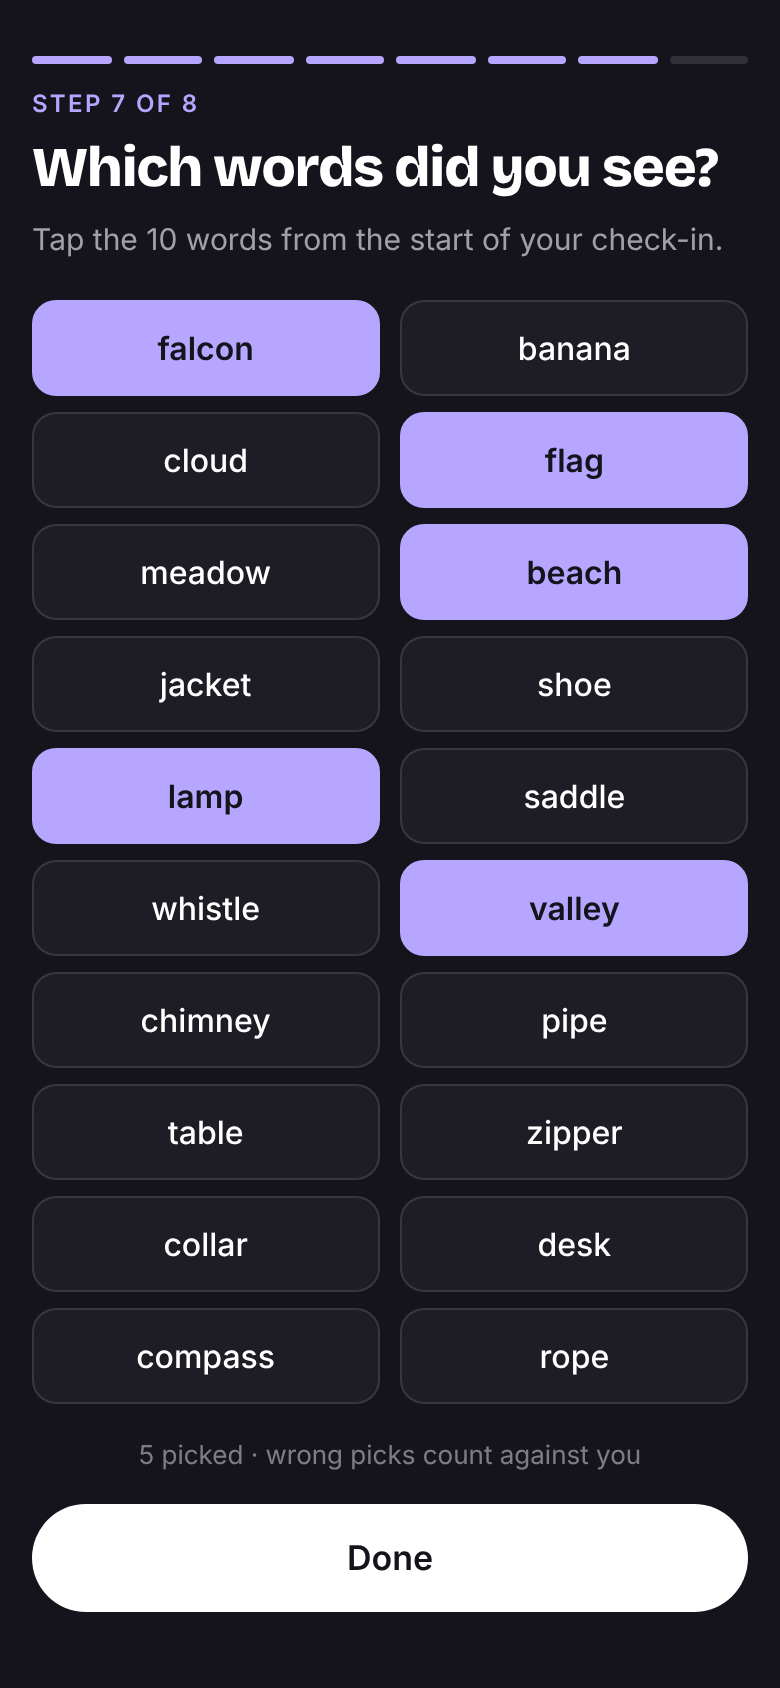 STEP 7 OF 8
Which words did you see?
Tap the 10 words from the start of your check-in.
falcon
banana
cloud
flag
meadow
beach
jacket
shoe
lamp
saddle
whistle
valley
chimney
pipe
table
zipper
collar
desk
compass
rope
5 picked · wrong picks count against you
Done